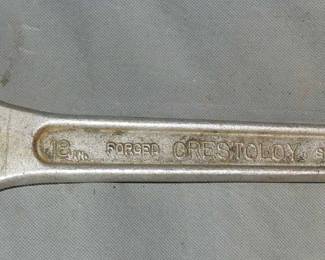 12 IN. FORGED CRESTOLOY S